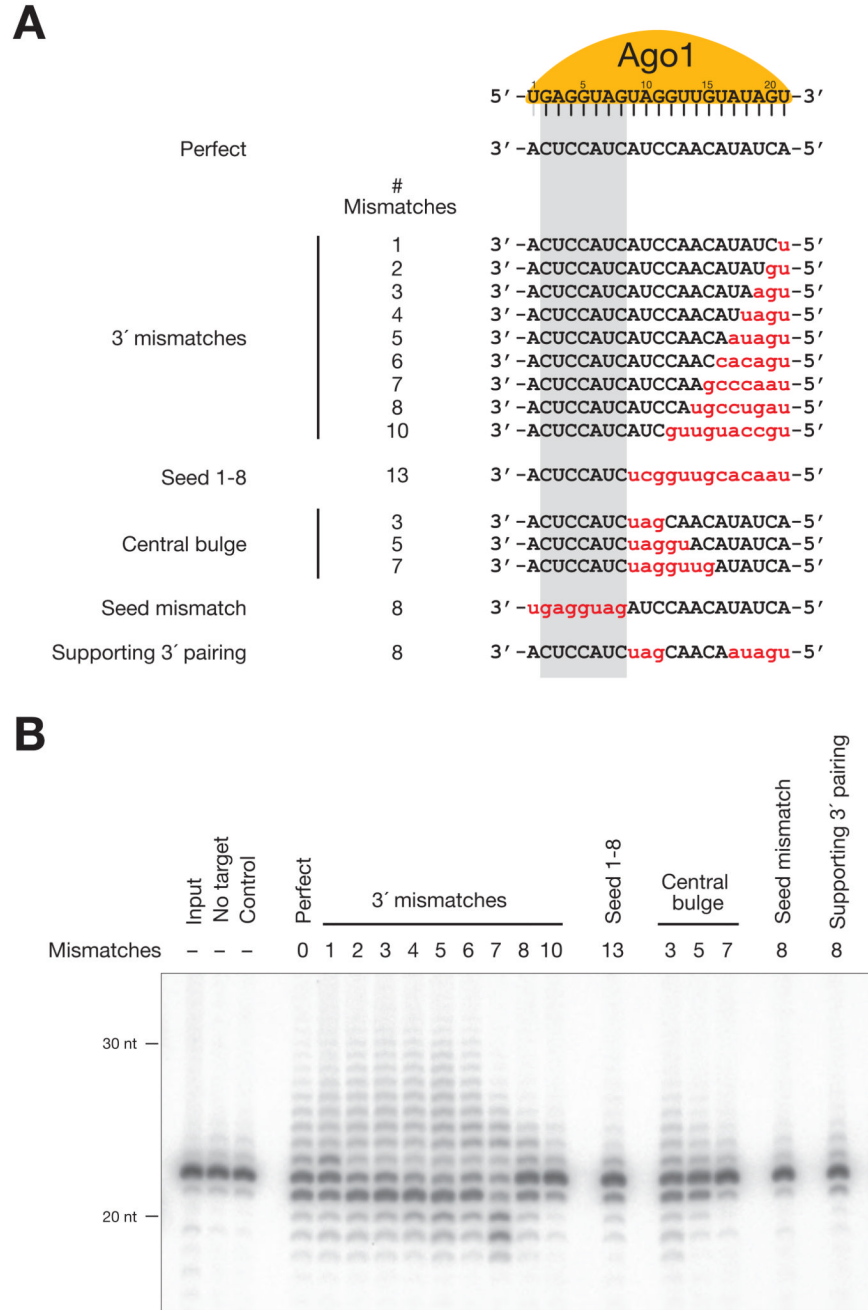 A
Ago1
1 5 10 15 20
5′-UGAGGUAGUAGGUUGUAUAGU-3′
Perfect 3′-ACUCCAUCAUCCAACAUAUCA-5′
#
Mismatches
1 3′-ACUCCAUCAUCCAACAUAUCu-5′
2 3′-ACUCCAUCAUCCAACAUAUgu-5′
3 3′-ACUCCAUCAUCCAACAUAagu-5′
4 3′-ACUCCAUCAUCCAACAUuagu-5′
3′ mismatches 5 3′-ACUCCAUCAUCCAACAauagu-5′
6 3′-ACUCCAUCAUCCAACcacagu-5′
7 3′-ACUCCAUCAUCCAAgcccaau-5′
8 3′-ACUCCAUCAUCCAugccugau-5′
10 3′-ACUCCAUCAUCguuguaccgu-5′
Seed 1-8 13 3′-ACUCCAUCucgguugcacaau-5′
3 3′-ACUCCAUCuagCAACAUAUCA-5′
Central bulge 5 3′-ACUCCAUCuagguACAUAUCA-5′
7 3′-ACUCCAUCuagguugAUAUCA-5′
Seed mismatch 8 3′-ugagguagAUCCAACAUAUCA-5′
Supporting 3′ pairing 8 3′-ACUCCAUCuagCAACAauagu-5′
B
Input
No target
Control
Perfect
3′ mismatches
Seed 1-8
Central
bulge
Seed mismatch
Supporting 3′ pairing
Mismatches – – – 0 1 2 3 4 5 6 7 8 10 13 3 5 7 8 8
30 nt
20 nt